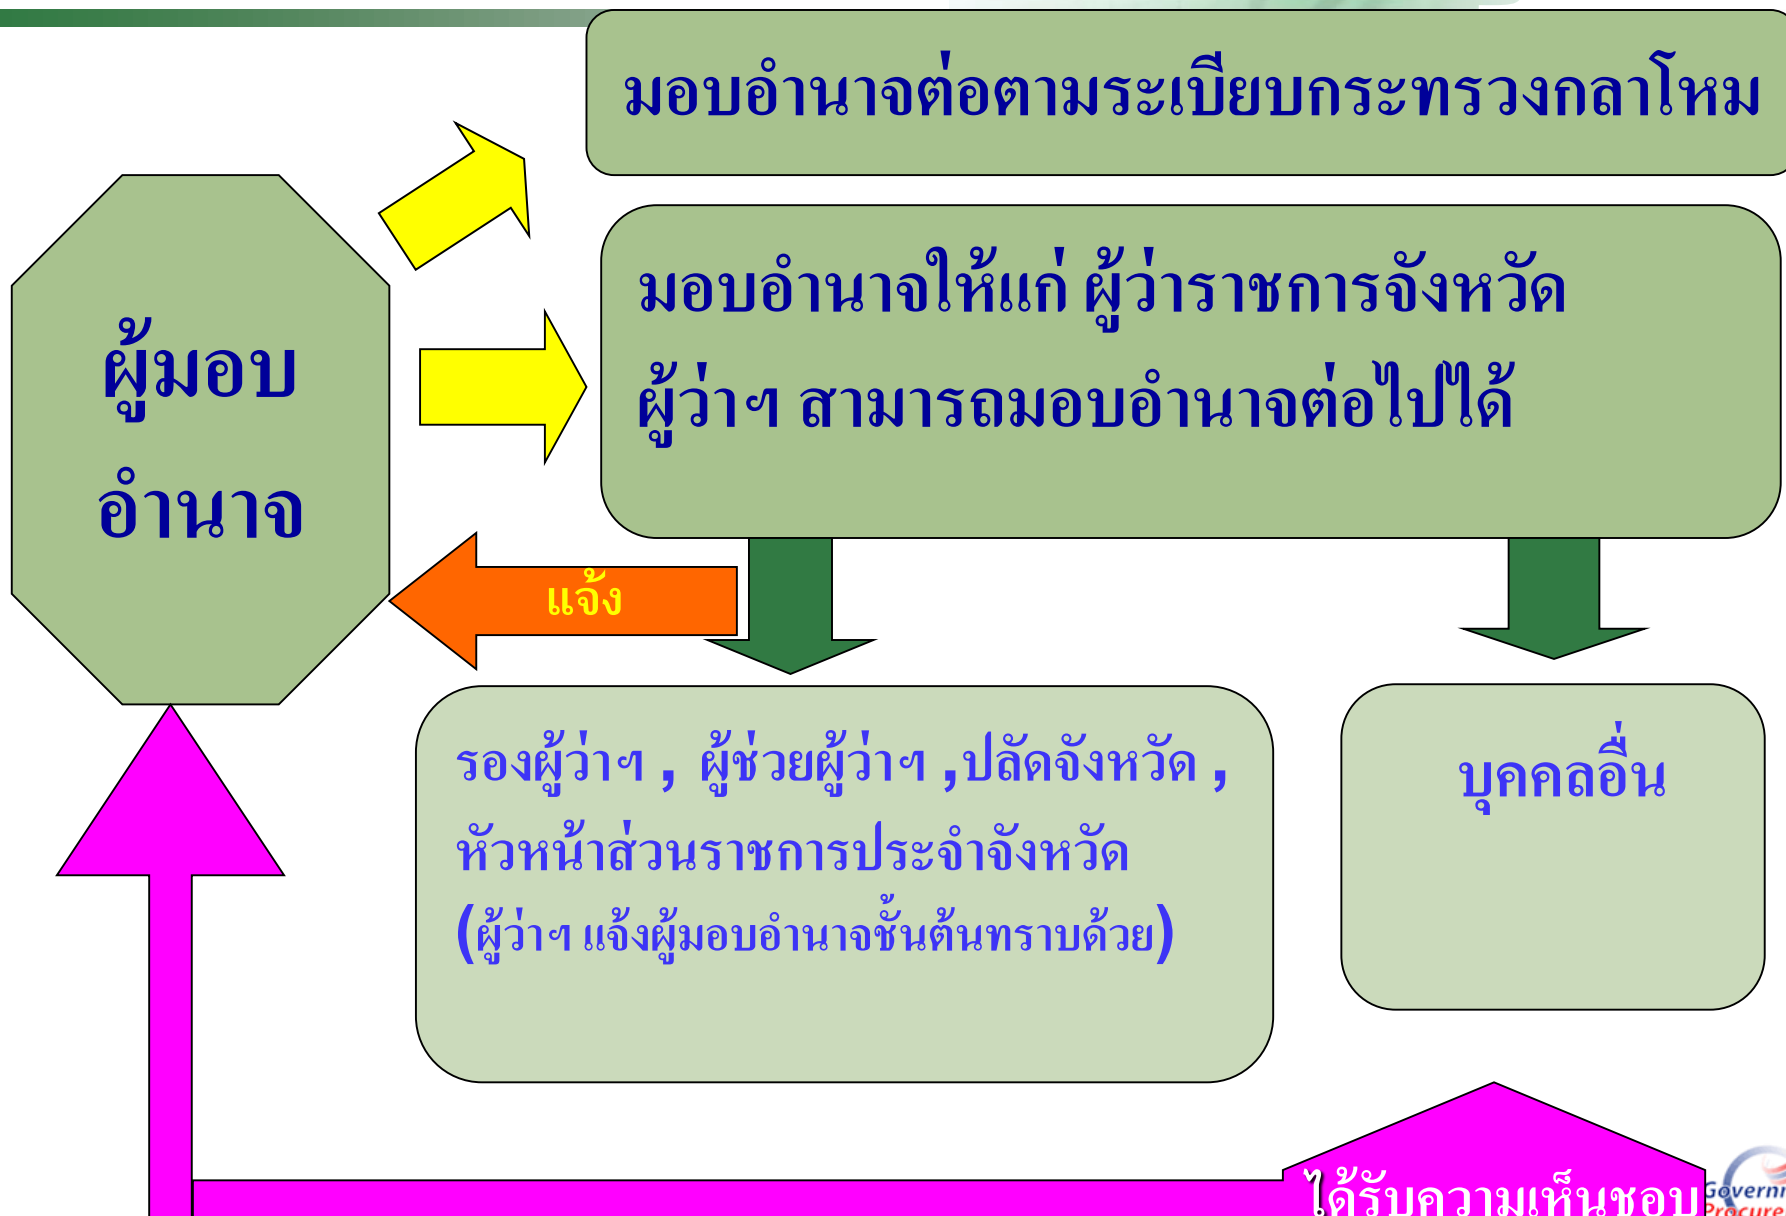 มอบอำนาจต่อตามระเบียบกระทรวงกลาโหม
มอบอำนาจให้แก่ ผู้ว่าราชการจังหวัด
ผู้ว่าฯ สามารถมอบอำนาจต่อไปได้
ผู้มอบ
อำนาจ
แจ้ง
รองผู้ว่าฯ , ผู้ช่วยผู้ว่าฯ ,ปลัดจังหวัด ,
หัวหน้าส่วนราชการประจำจังหวัด
(ผู้ว่าฯ แจ้งผู้มอบอำนาจชั้นต้นทราบด้วย)
บุคคลอื่น
ได้รับความเห็นชอบ